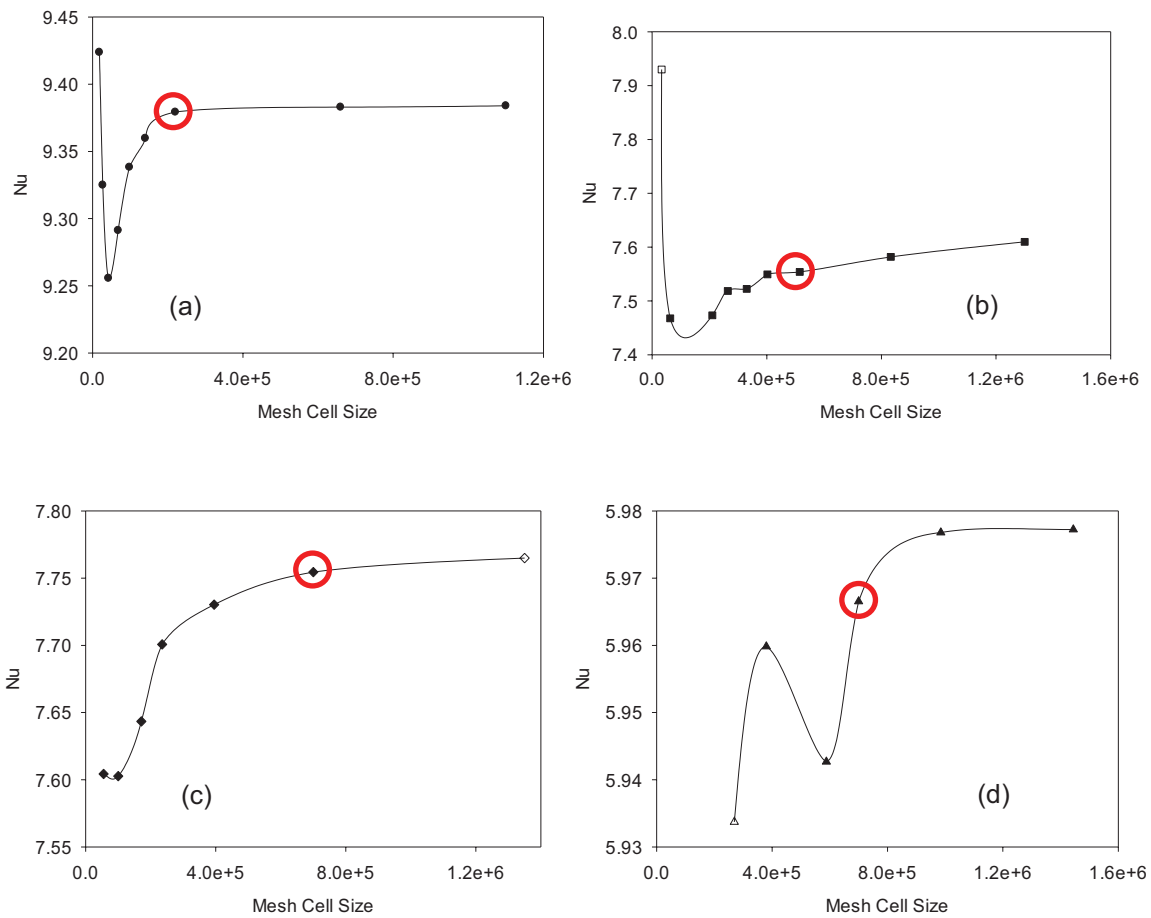 9.45
9.40
9.35
9.30
9.25
9.20
Nu
(a)
0.0 4.0e+5 8.0e+5 1.2e+6
Mesh Cell Size
8.0
7.9
7.8
7.7
7.6
7.5
7.4
Nu
(b)
0.0 4.0e+5 8.0e+5 1.2e+6 1.6e+6
Mesh Cell Size
7.80
7.75
7.70
7.65
7.60
7.55
Nu
(c)
0.0 4.0e+5 8.0e+5 1.2e+6
Mesh Cell Size
5.98
5.97
5.96
5.95
5.94
5.93
Nu
(d)
0.0 4.0e+5 8.0e+5 1.2e+6 1.6e+6
Mesh Cell Size